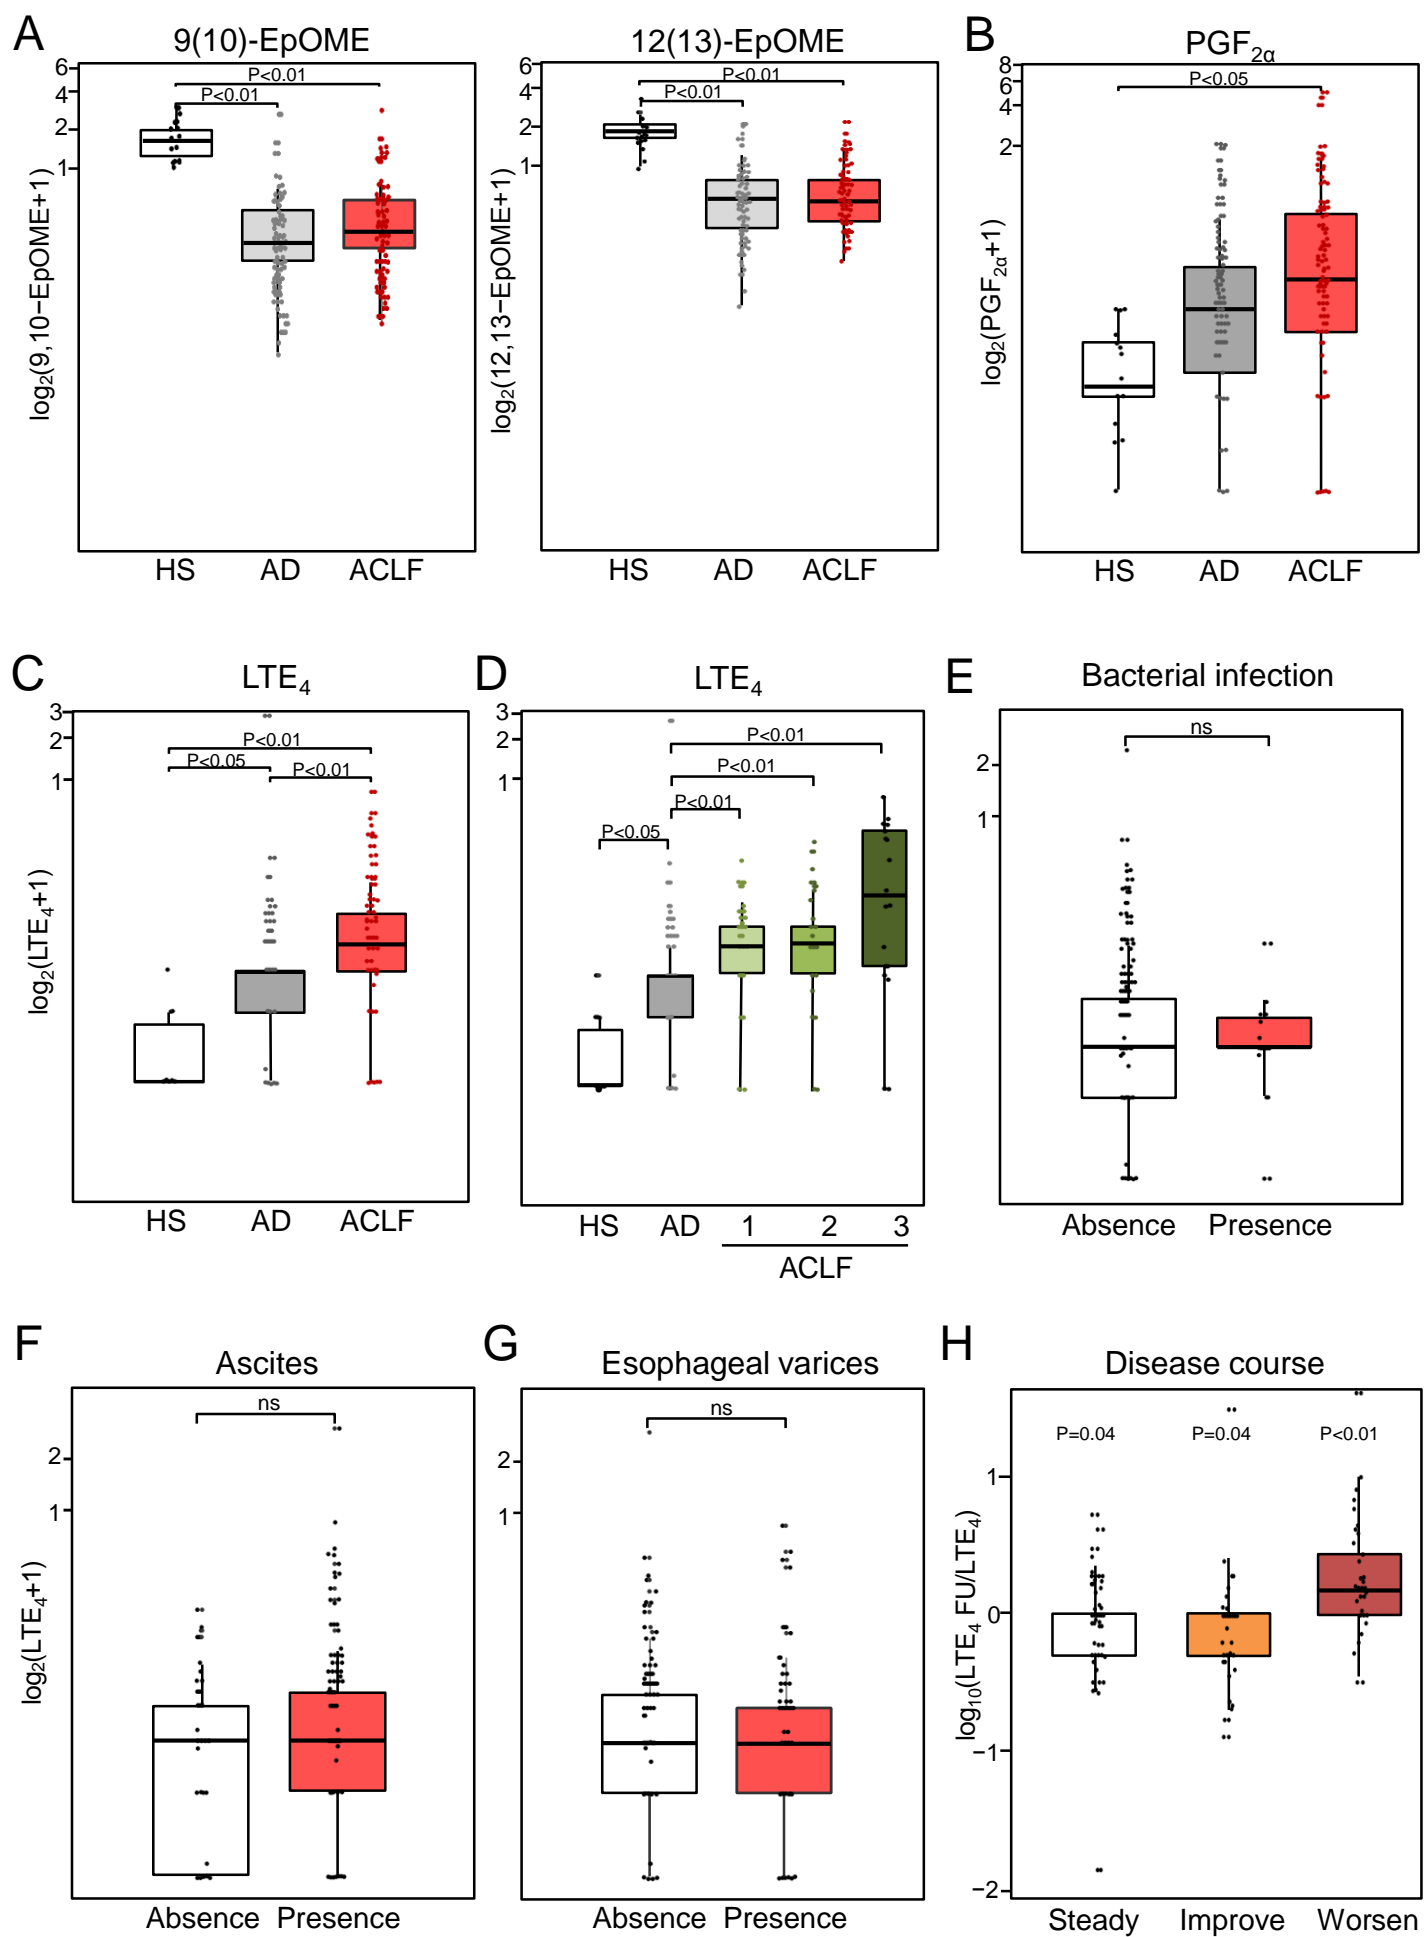 A
9(10)-EpOME
log₂(9,10−EpOME+1)
6
4
2
1
P<0.01
P<0.01
HS AD ACLF
12(13)-EpOME
log₂(12,13−EpOME+1)
6
4
2
1
P<0.01
P<0.01
HS AD ACLF
B
PGF₂α
log₂(PGF₂α+1)
8
6
4
2
P<0.05
HS AD ACLF
C
LTE₄
log₂(LTE₄+1)
3
2
1
P<0.01
P<0.05
P<0.01
HS AD ACLF
D
LTE₄
3
2
1
P<0.01
P<0.01
P<0.01
P<0.05
HS AD 1 2 3
ACLF
E
Bacterial infection
2
1
ns
Absence Presence
F
Ascites
log₂(LTE₄+1)
2
1
ns
Absence Presence
G
Esophageal varices
2
1
ns
Absence Presence
H
Disease course
log₁₀(LTE₄ FU/LTE₄)
P=0.04 P=0.04 P<0.01
1
0
−1
−2
Steady Improve Worsen